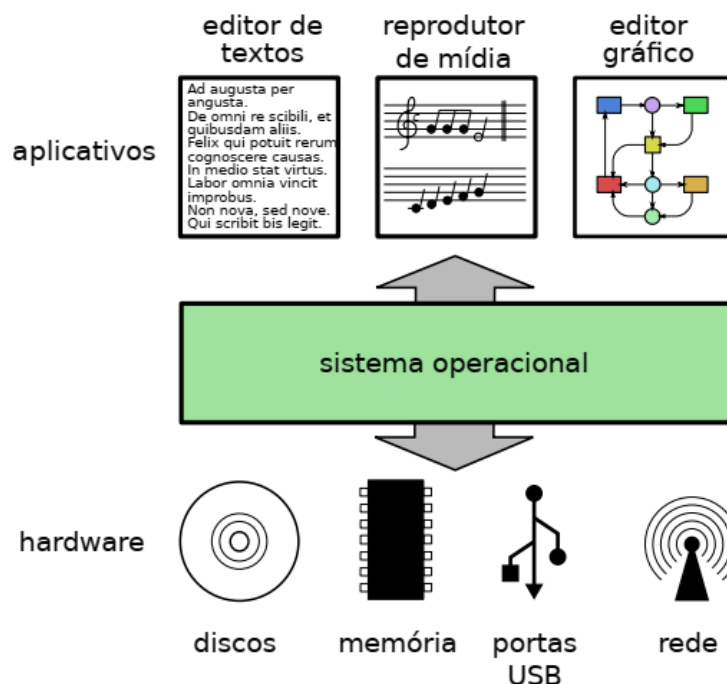 editor de
textos
reprodutor
de mídia
editor
gráfico
aplicativos
Ad augusta per
angusta.
De omni re scibili, et
quibusdam aliis.
Felix qui potuit rerum
cognoscere causas.
In medio stat virtus.
Labor omnia vincit
improbus.
Non nova, sed nove.
Qui scribit bis legit.
sistema operacional
hardware
discos
memória
portas
USB
rede